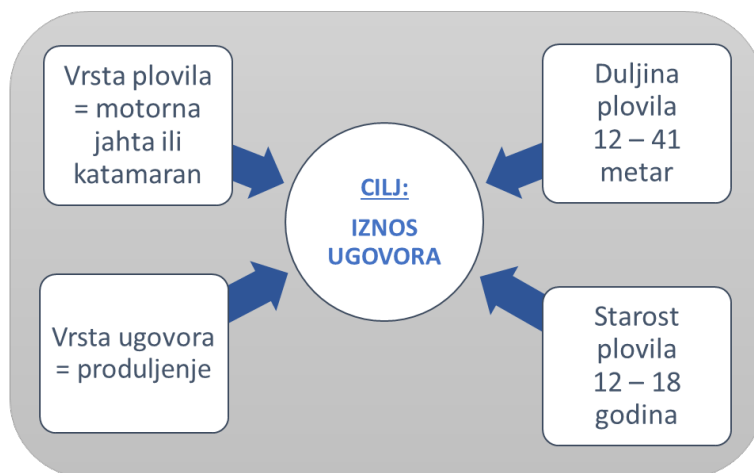 Vrsta plovila
= motorna
jahta ili
katamaran
Duljina
plovila
12 – 41
metar
CILJ:
IZNOS
UGOVORA
Vrsta ugovora
= produljenje
Starost
plovila
12 – 18
godina